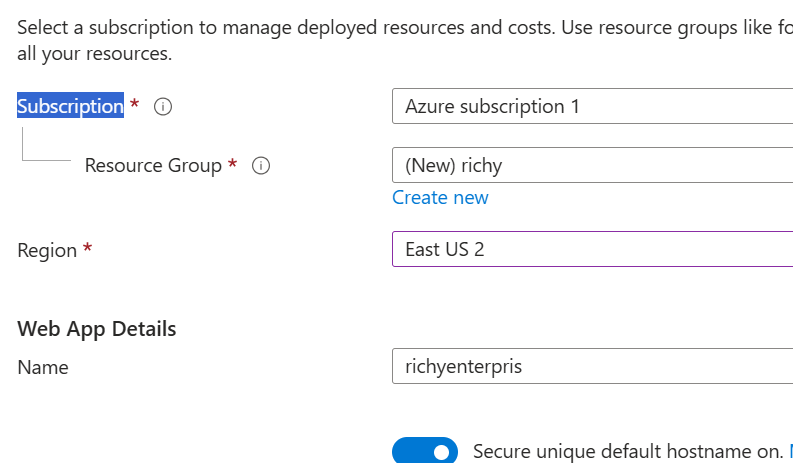 Select a subscription to manage deployed resources and costs. Use resource groups like
all your resources.
Subscription *
Azure subscription 1
Resource Group *
(New) richy
Create new
Region *
East US 2
Web App Details
Name
richyenterpris
Secure unique default hostname on.